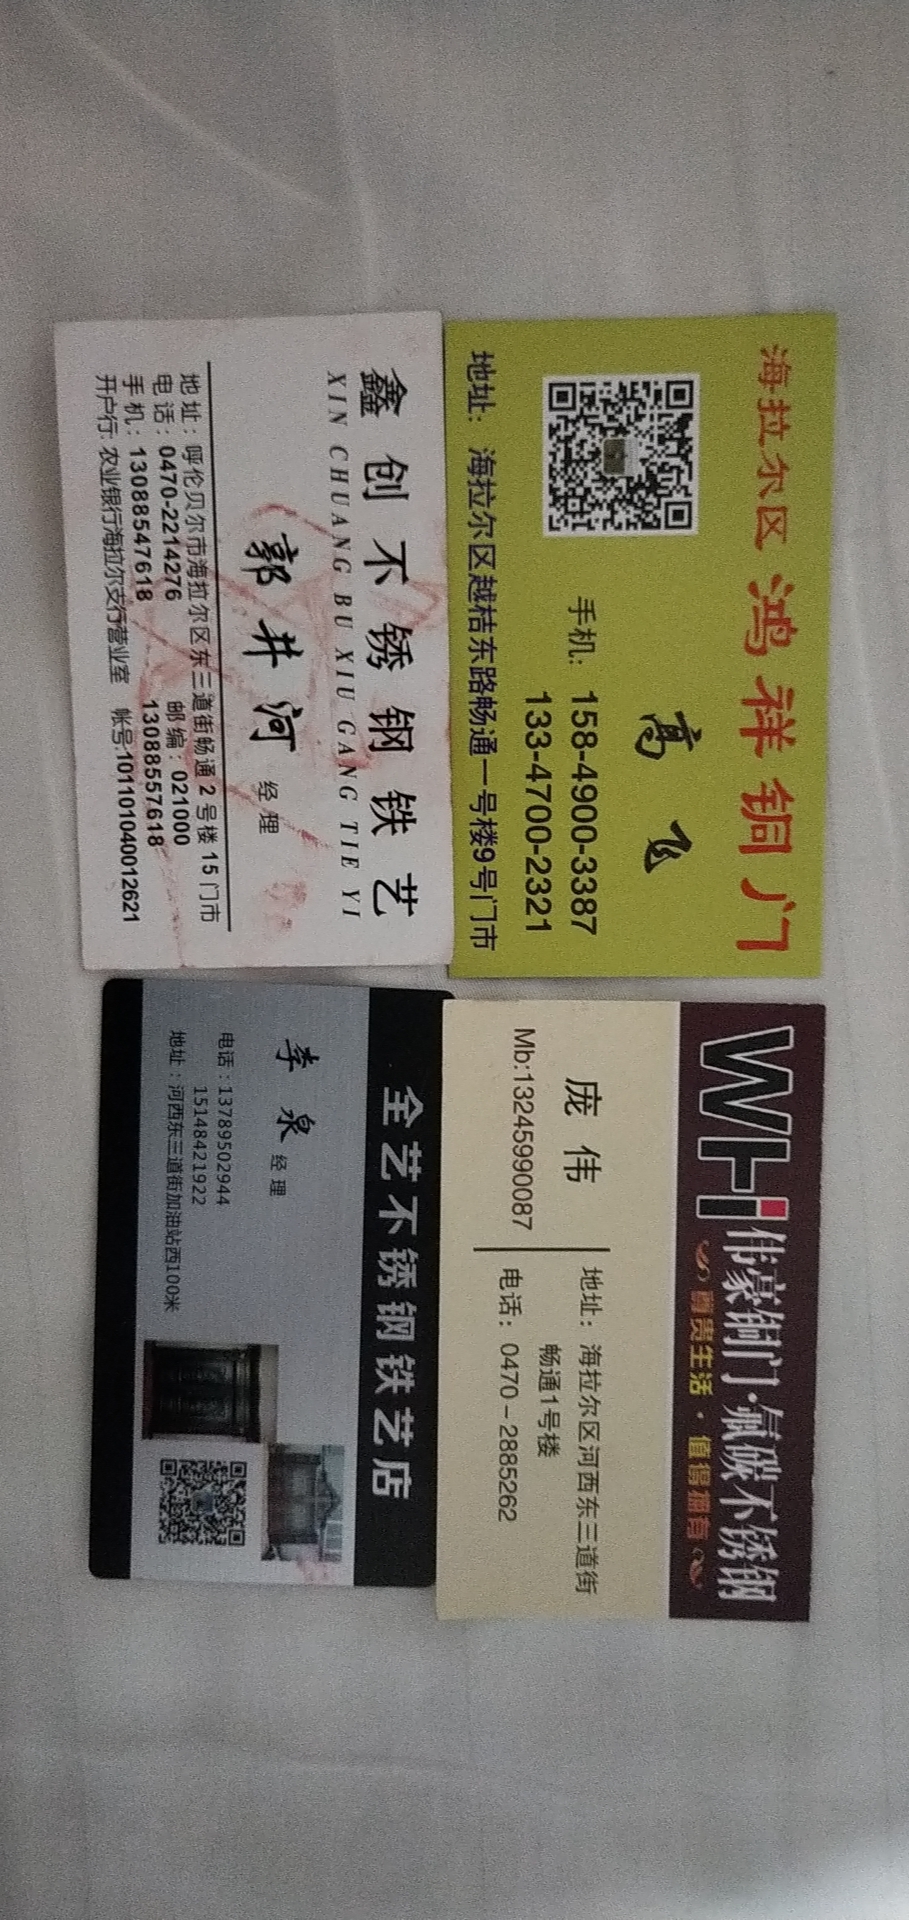 海拉尔区 鸿祥铜门
高飞
手机: 158-4900-3387
133-4700-2321
地址: 海拉尔区越桔东路畅通一号楼9号门市
WHi 伟豪铜门·氟碳不锈钢
尊贵生活·值得拥有
庞伟
Mb:13245990087
地址: 海拉尔区河西东三道街
畅通1号楼
电话: 0470-2885262
鑫创不锈钢铁艺
XIN CHUANG BU XIU GANG TIE YI
郭井河 经理
地址: 呼伦贝尔市海拉尔区东三道街畅通2号楼15门市
电话: 0470-2214276 邮编: 021000
手机: 13088547618 13088557618
开户行: 农业银行海拉尔支行营业室 帐号:101101040012621
全艺不锈钢铁艺店
李泉 经理
电话: 13789502944
15148421922
地址: 河西东三道街加油站西100米